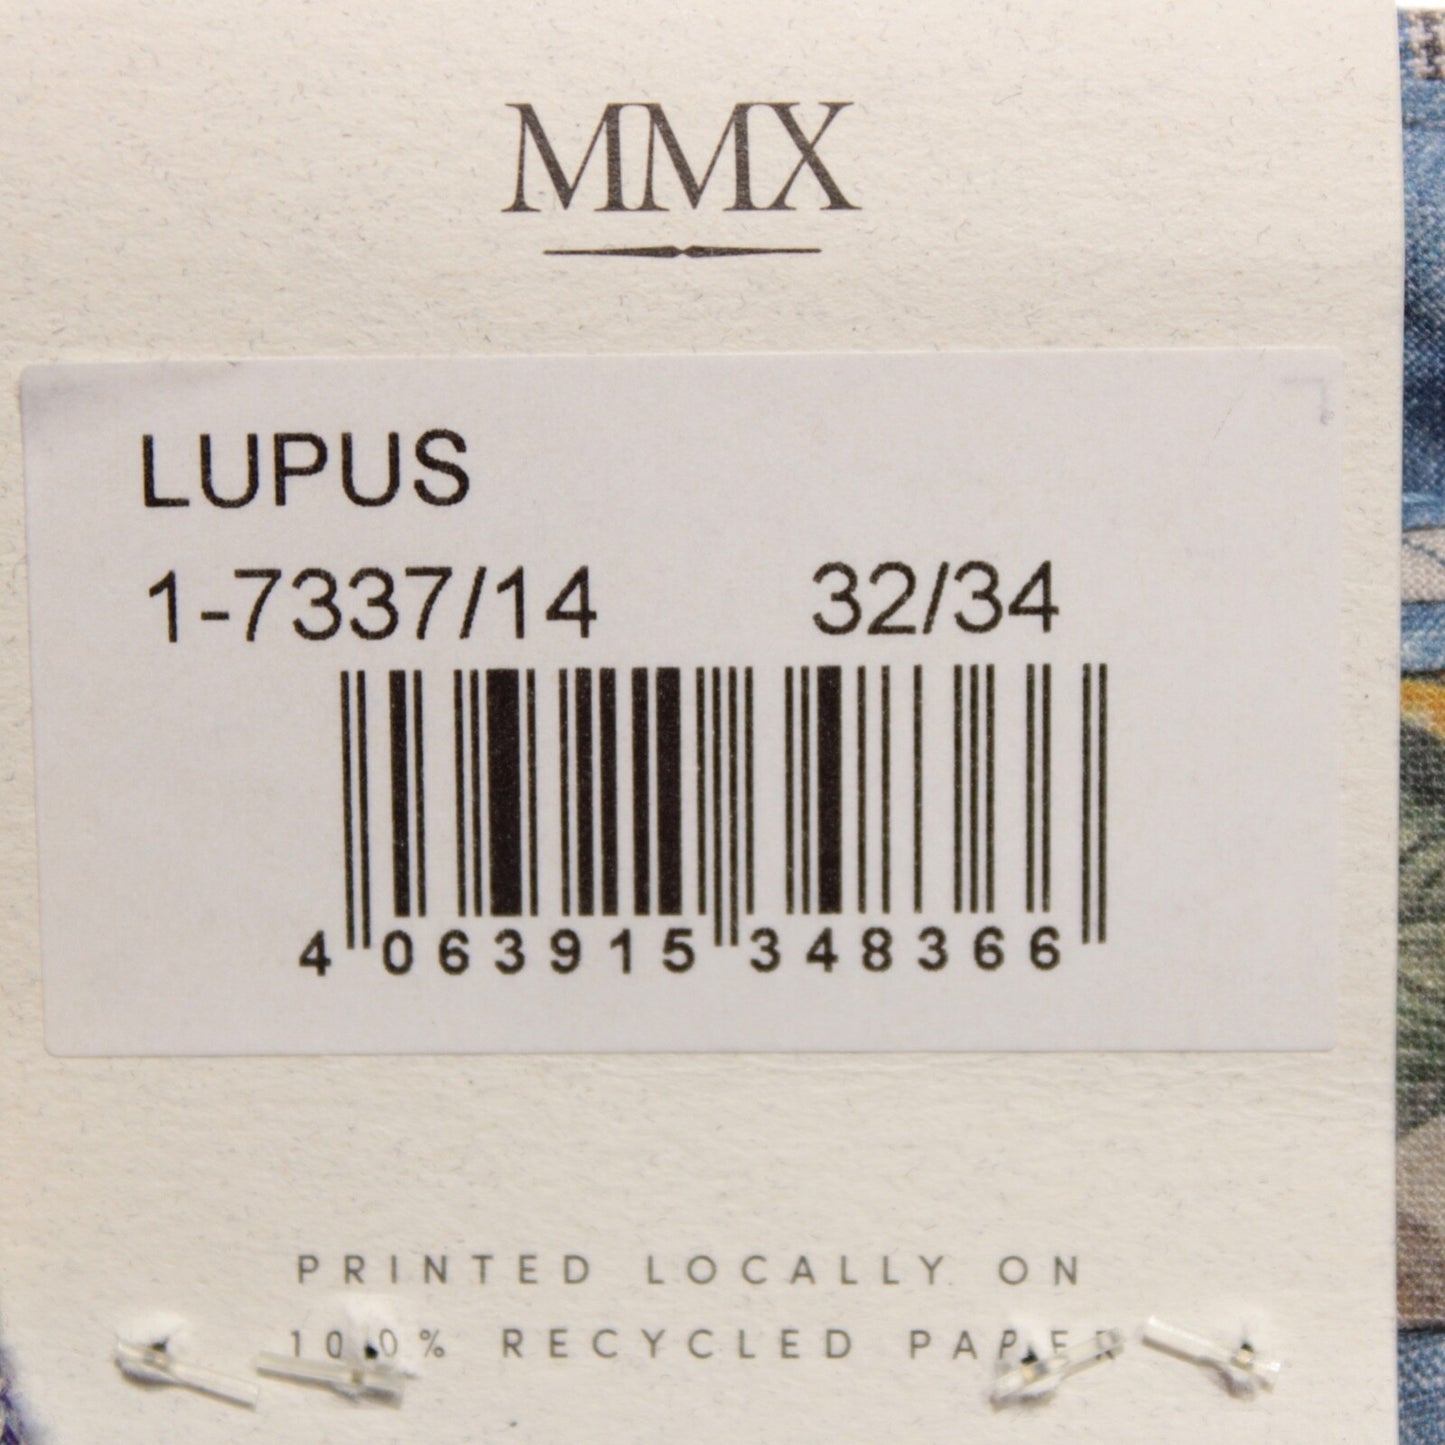 MMX
LUPUS
1-7337/14 32/34
4 063915 348366
PRINTED LOCALLY ON
100% RECYCLED PAPER